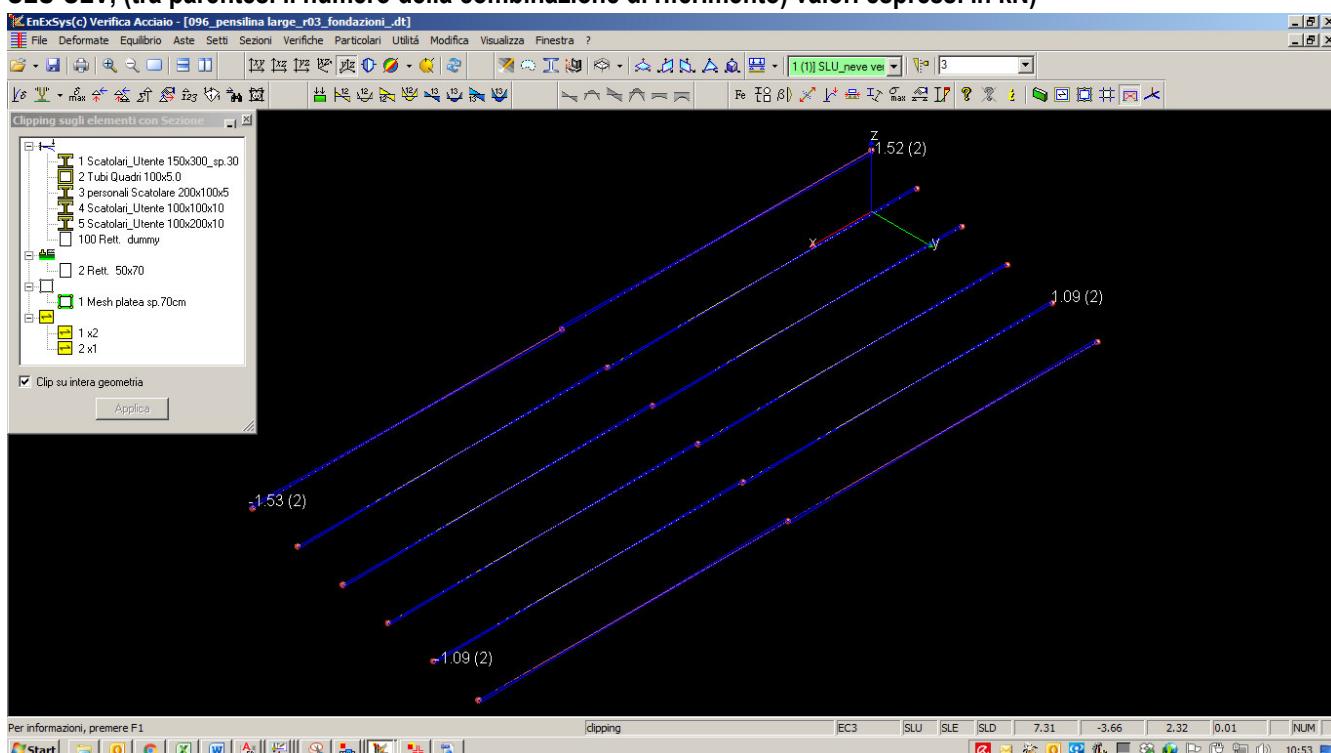 SLU-SLV, (tra parentesi il numero della combinazione di riferimento) valori espressi in kN)
EnExSys(c) Verifica Acciaio - [096_pensilina large_r03_fondazioni_.dt]
File Deformate Equilibrio Aste Setti Sezioni Verifiche Particolari Utilitá Modifica Visualizza Finestra ?
1 (1)] SLU_neve ve
3
Clipping sugli elementi con Sezione
1 Scatolari_Utente 150x300_sp.30
2 Tubi Quadri 100x5.0
3 personali Scatolare 200x100x5
4 Scatolari_Utente 100x100x10
5 Scatolari_Utente 100x200x10
100 Rett. dummy
2 Rett. 50x70
1 Mesh platea sp.70cm
1 x2
2 x1
Clip su intera geometria
Applica
z
1.52 (2)
x
y
1.09 (2)
-1.53 (2)
-1.09 (2)
Per informazioni, premere F1
clipping
EC3
SLU
SLE
SLD
7.31
-3.66
2.32
0.01
NUM
Start
10:53